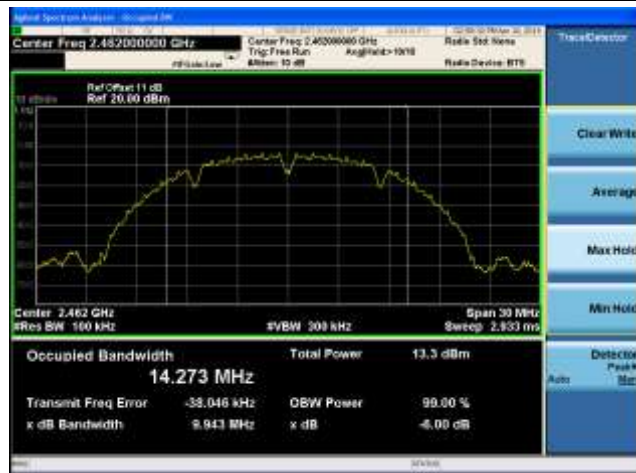 Agilent Spectrum Analyzer - Occupied BW
Center Freq 2.462000000 GHz
Center Freq: 2.462000000 GHz
Radio Std: None
Trace/Detector
Trig: Free Run
Avg|Hold:>10/10
#IFGain:Low
#Atten: 10 dB
Radio Device: BTS
Ref Offset 11 dB
10 dB/div
Ref 20.00 dBm
Clear Write
Average
Max Hold
Min Hold
Center 2.462 GHz
Span 30 MHz
#Res BW 100 kHz
#VBW 300 kHz
Sweep 2.933 ms
Occupied Bandwidth
Total Power
13.3 dBm
14.273 MHz
Transmit Freq Error
-38.046 kHz
OBW Power
99.00 %
x dB Bandwidth
9.943 MHz
x dB
-6.00 dB
Detector
Auto